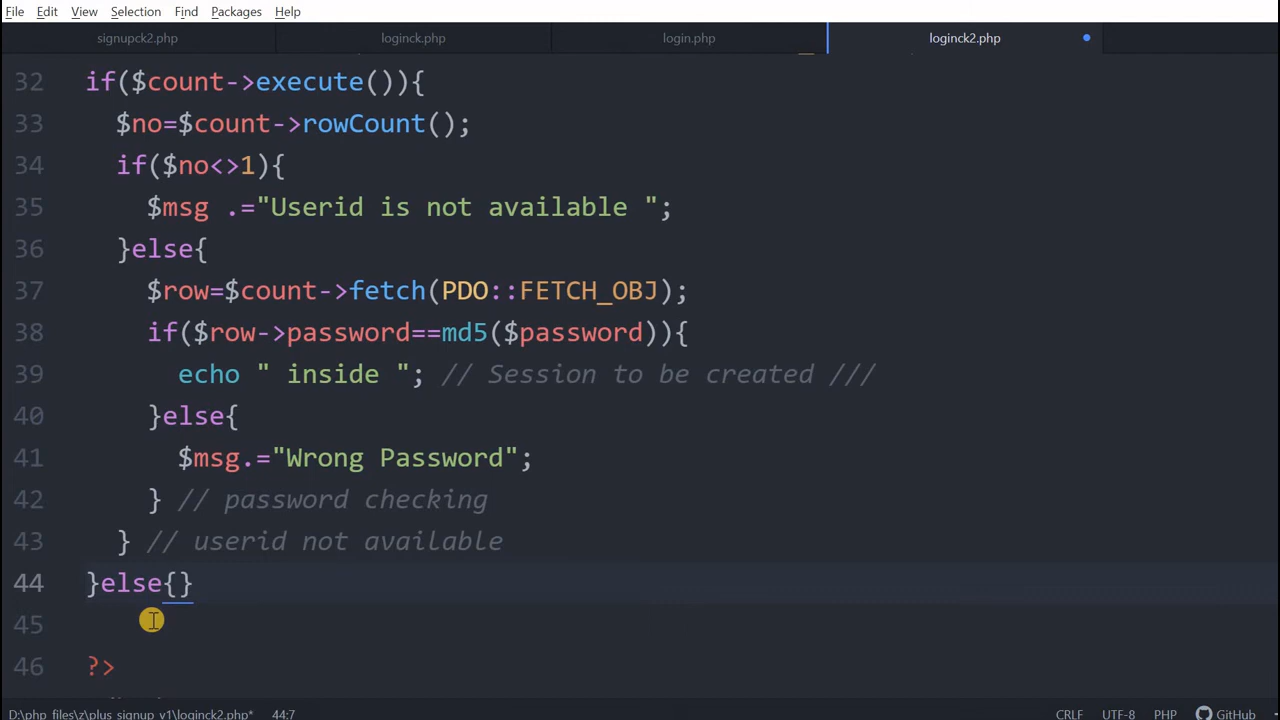 File Edit View Selection Find Packages Help
signupck2.php loginck.php login.php loginck2.php
32 if($count->execute()){
33 $no=$count->rowCount();
34 if($no<>1){
35 $msg .="Userid is not available ";
36 }else{
37 $row=$count->fetch(PDO::FETCH_OBJ);
38 if($row->password==md5($password)){
39 echo " inside "; // Session to be created ///
40 }else{
41 $msg.="Wrong Password";
42 } // password checking
43 } // userid not available
44 }else{}
45
46 ?>
D:\php_files\z\plus_signup_v1\loginck2.php* 44:7 CRLF UTF-8 PHP GitHub